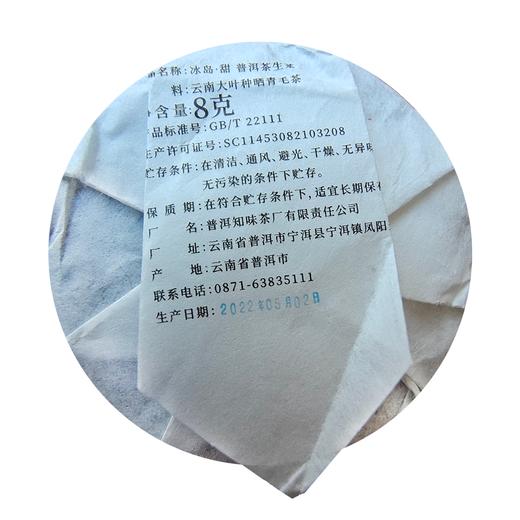 品名称:冰岛·甜 普洱茶生
料:云南大叶种晒青毛茶
含量:8克
品标准号:GB/T 22111
生产许可证号:SC11453082103208
贮存条件:在清洁、通风、避光、干燥、无异味
无污染的条件下贮存。
保质期:在符合贮存条件下,适宜长期保存
厂名:普洱知味茶厂有限责任公司
厂址:云南省普洱市宁洱县宁洱镇凤阳
产地:云南省普洱市
联系电话:0871-63835111
生产日期:2022年05月02日